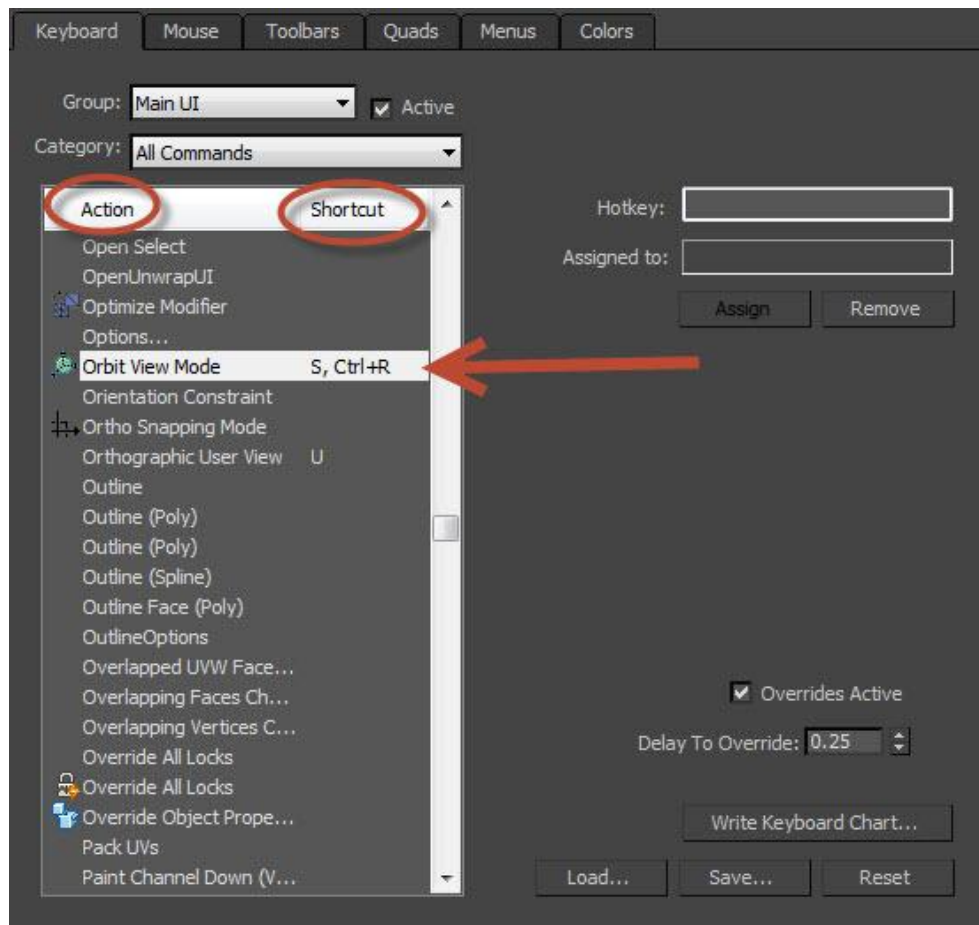 Keyboard Mouse Toolbars Quads Menus Colors
Group: Main UI Active
Category: All Commands
Action Shortcut
Hotkey:
Open Select
Assigned to:
OpenUnwrapUI
Optimize Modifier
Assign Remove
Options...
Orbit View Mode S, Ctrl+R
Orientation Constraint
Ortho Snapping Mode
Orthographic User View U
Outline
Outline (Poly)
Outline (Poly)
Outline (Spline)
Outline Face (Poly)
OutlineOptions
Overlapped UVW Face...
Overlapping Faces Ch...
Overrides Active
Overlapping Vertices C...
Delay To Override: 0.25
Override All Locks
Override All Locks
Override Object Prope...
Write Keyboard Chart...
Pack UVs
Paint Channel Down (V...
Load... Save... Reset